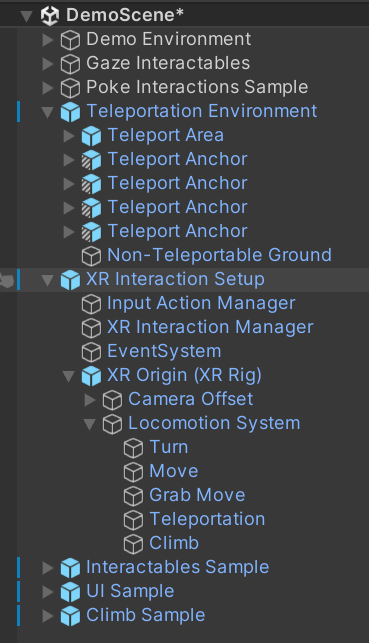 DemoScene*
Demo Environment
Gaze Interactables
Poke Interactions Sample
Teleportation Environment
Teleport Area
Teleport Anchor
Teleport Anchor
Teleport Anchor
Teleport Anchor
Non-Teleportable Ground
XR Interaction Setup
Input Action Manager
XR Interaction Manager
EventSystem
XR Origin (XR Rig)
Camera Offset
Locomotion System
Turn
Move
Grab Move
Teleportation
Climb
Interactables Sample
UI Sample
Climb Sample